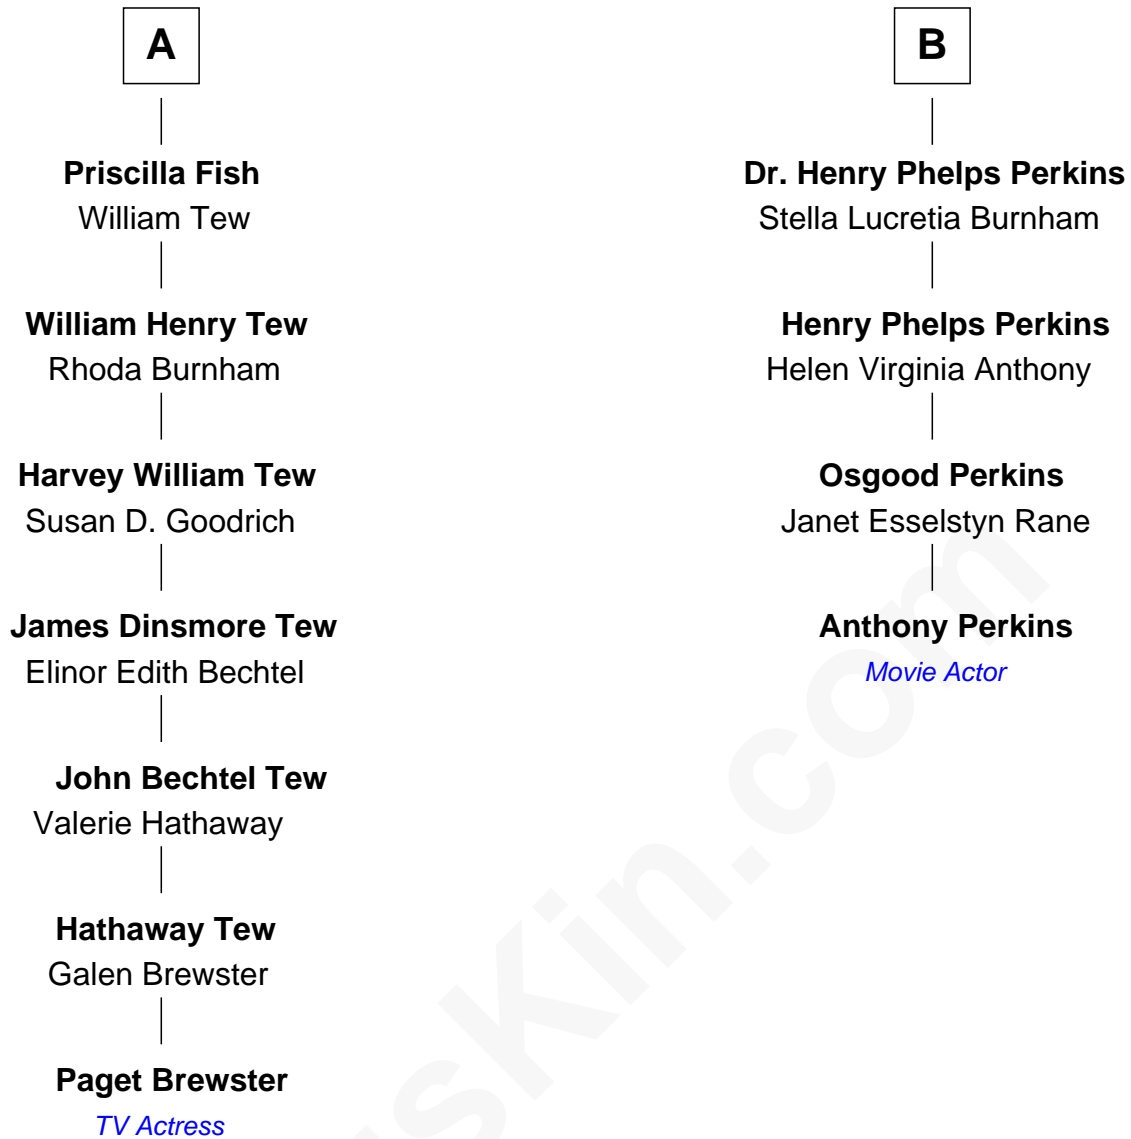 A
Priscilla Fish
William Tew
William Henry Tew
Rhoda Burnham
Harvey William Tew
Susan D. Goodrich
James Dinsmore Tew
Elinor Edith Bechtel
John Bechtel Tew
Valerie Hathaway
Hathaway Tew
Galen Brewster
Paget Brewster
TV Actress
B
Dr. Henry Phelps Perkins
Stella Lucretia Burnham
Henry Phelps Perkins
Helen Virginia Anthony
Osgood Perkins
Janet Esselstyn Rane
Anthony Perkins
Movie Actor
usKin.com